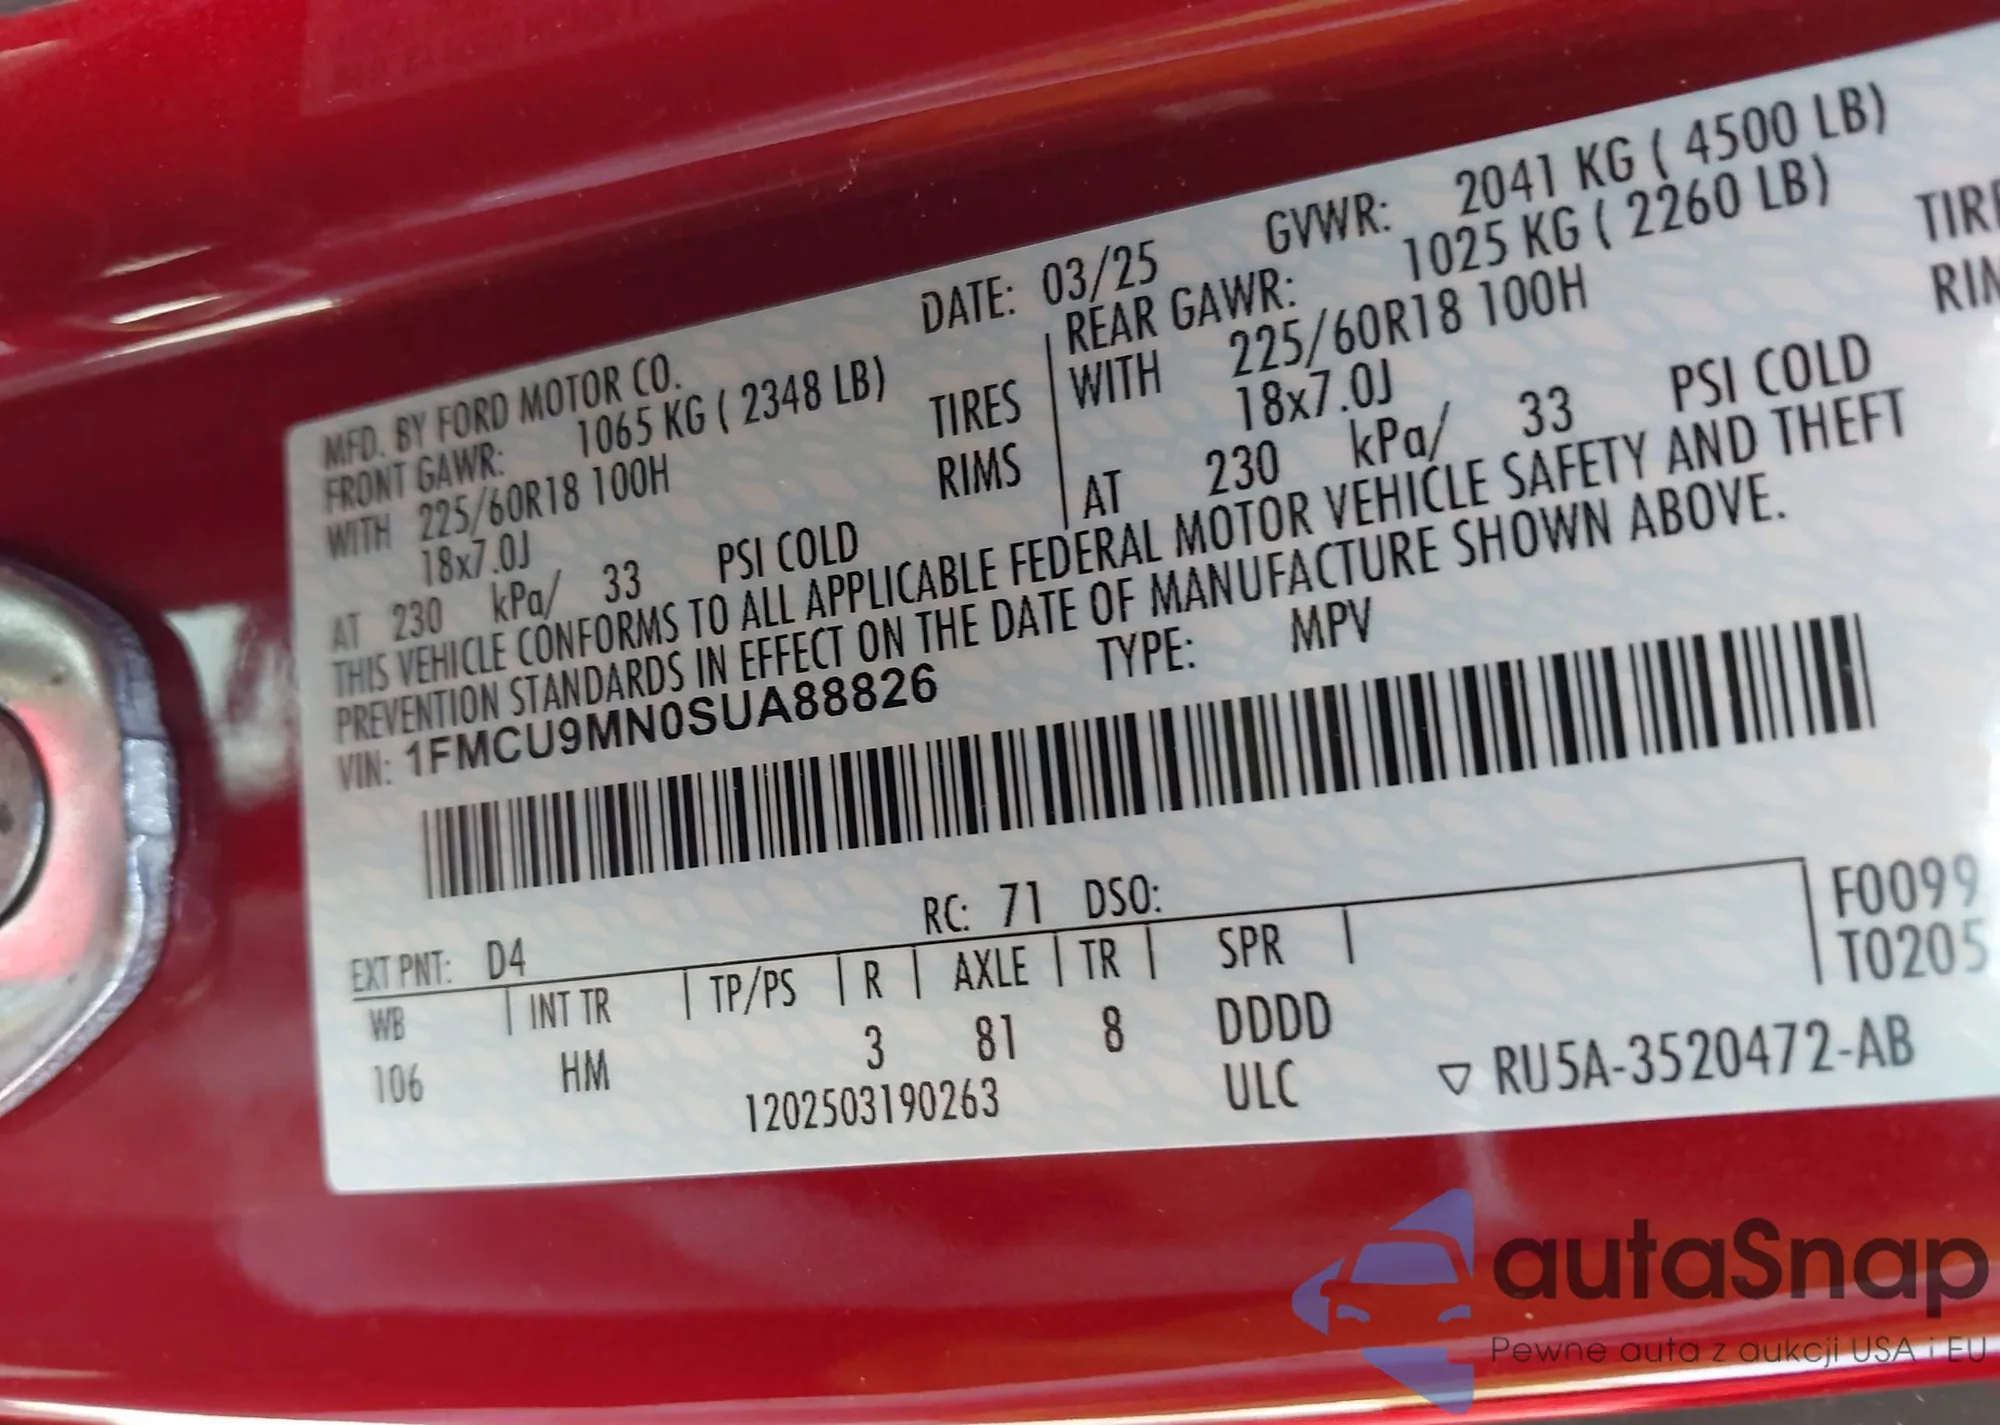 MFD. BY FORD MOTOR CO.
DATE: 03/25
GVWR: 2041 KG ( 4500 LB)
FRONT GAWR: 1065 KG ( 2348 LB)
WITH 225/60R18 100H TIRES
18x7.0J RIMS
AT 230 kPa/ 33 PSI COLD
REAR GAWR: 1025 KG ( 2260 LB)
WITH 225/60R18 100H
18x7.0J
AT 230 kPa/ 33 PSI COLD
THIS VEHICLE CONFORMS TO ALL APPLICABLE FEDERAL MOTOR VEHICLE SAFETY AND THEFT
PREVENTION STANDARDS IN EFFECT ON THE DATE OF MANUFACTURE SHOWN ABOVE.
VIN: 1FMCU9MN0SUA88826 TYPE: MPV
EXT PNT: D4 RC: 71 DSO:
F0099
T0205
WB | INT TR | TP/PS | R | AXLE | TR | SPR |
106 HM 3 81 8 DDDD
1202503190263 ULC ▽ RU5A-3520472-AB
autaSnap
Pewne auta z aukcji USA i EU